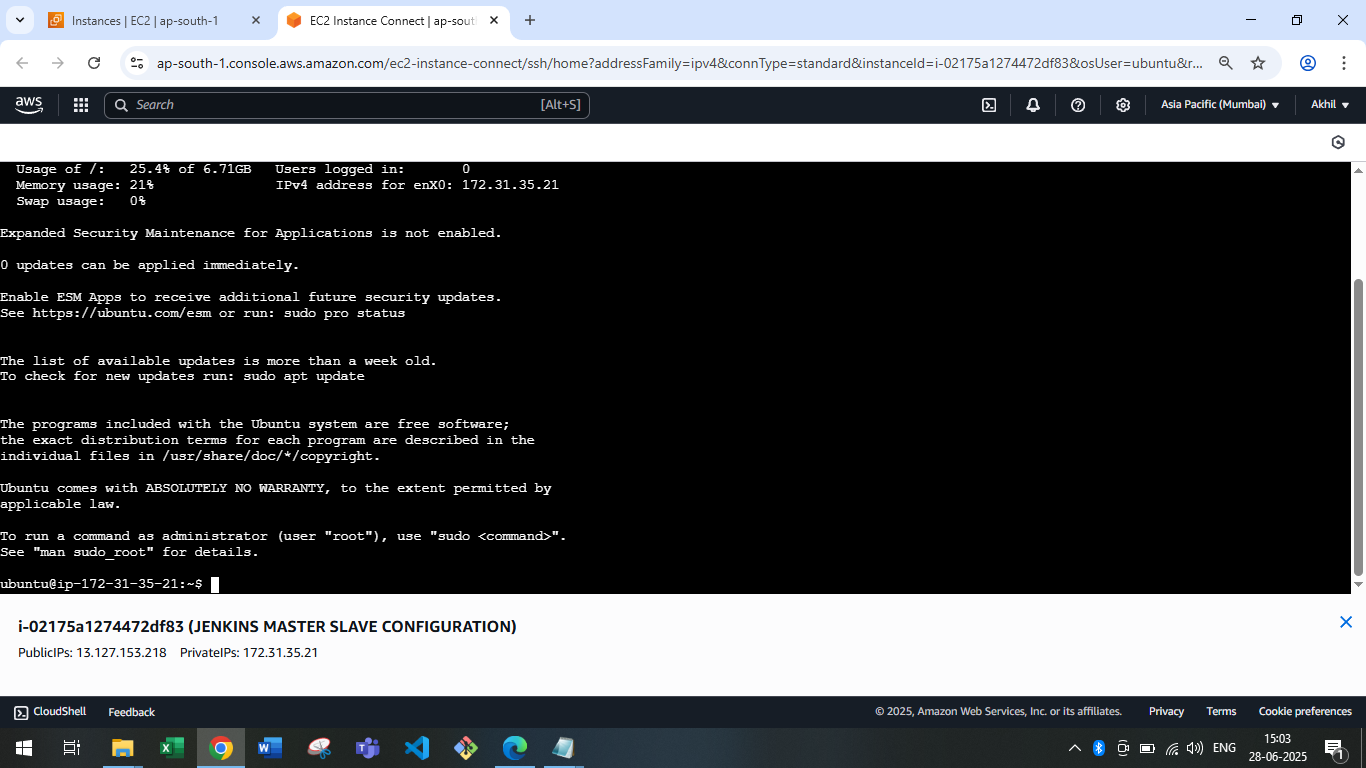 Instances | EC2 | ap-south-1
EC2 Instance Connect | ap-sout
ap-south-1.console.aws.amazon.com/ec2-instance-connect/ssh/home?addressFamily=ipv4&connType=standard&instanceId=i-02175a1274472df83&osUser=ubuntu&r...
aws
Search
[Alt+S]
Asia Pacific (Mumbai)
Akhil
Usage of /:   25.4% of 6.71GB   Users logged in:       0
Memory usage: 21%               IPv4 address for enX0: 172.31.35.21
Swap usage:   0%
Expanded Security Maintenance for Applications is not enabled.
0 updates can be applied immediately.
Enable ESM Apps to receive additional future security updates.
See https://ubuntu.com/esm or run: sudo pro status
The list of available updates is more than a week old.
To check for new updates run: sudo apt update
The programs included with the Ubuntu system are free software;
the exact distribution terms for each program are described in the
individual files in /usr/share/doc/*/copyright.
Ubuntu comes with ABSOLUTELY NO WARRANTY, to the extent permitted by
applicable law.
To run a command as administrator (user "root"), use "sudo <command>".
See "man sudo_root" for details.
ubuntu@ip-172-31-35-21:~$
i-02175a1274472df83 (JENKINS MASTER SLAVE CONFIGURATION)
PublicIPs: 13.127.153.218    PrivateIPs: 172.31.35.21
CloudShell
Feedback
© 2025, Amazon Web Services, Inc. or its affiliates.
Privacy
Terms
Cookie preferences
ENG
15:03
28-06-2025
1